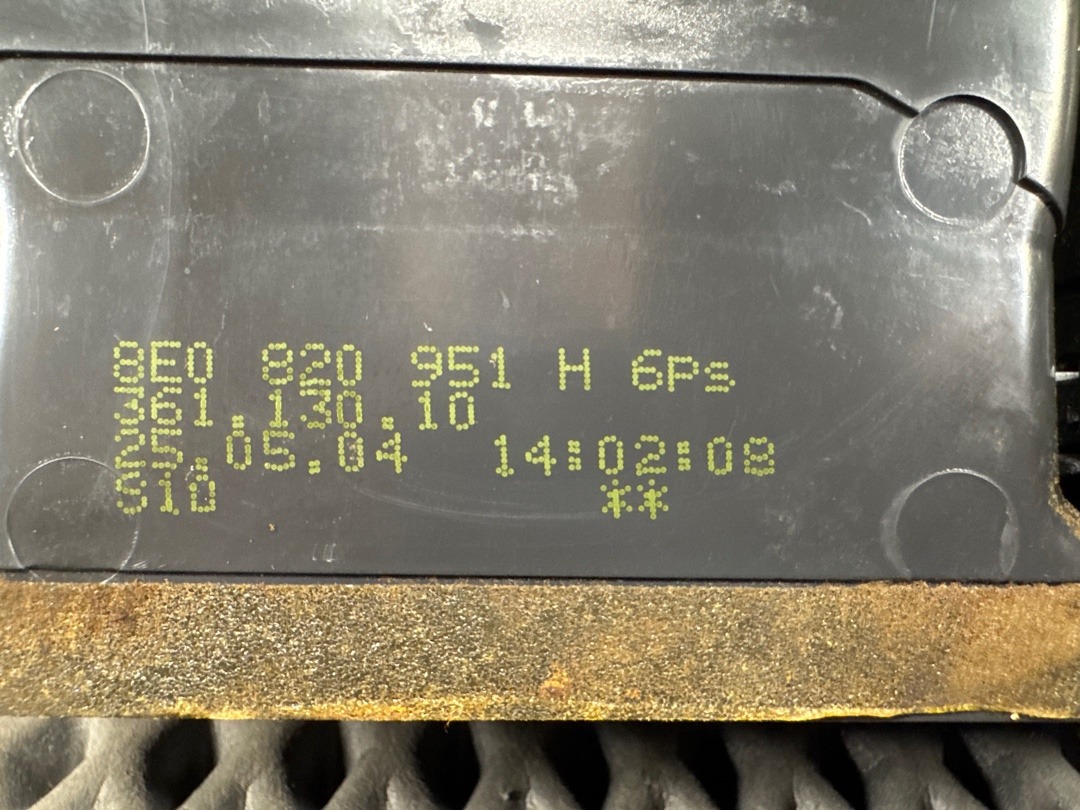 8E0 820 951 H 6Ps
361.130.10
25.05.04 14:02:08
S10 **